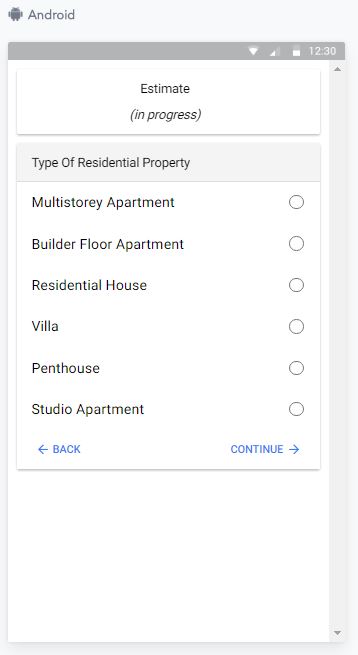 Android
12:30
Estimate
(in progress)
Type Of Residential Property
Multistorey Apartment
Builder Floor Apartment
Residential House
Villa
Penthouse
Studio Apartment
BACK CONTINUE